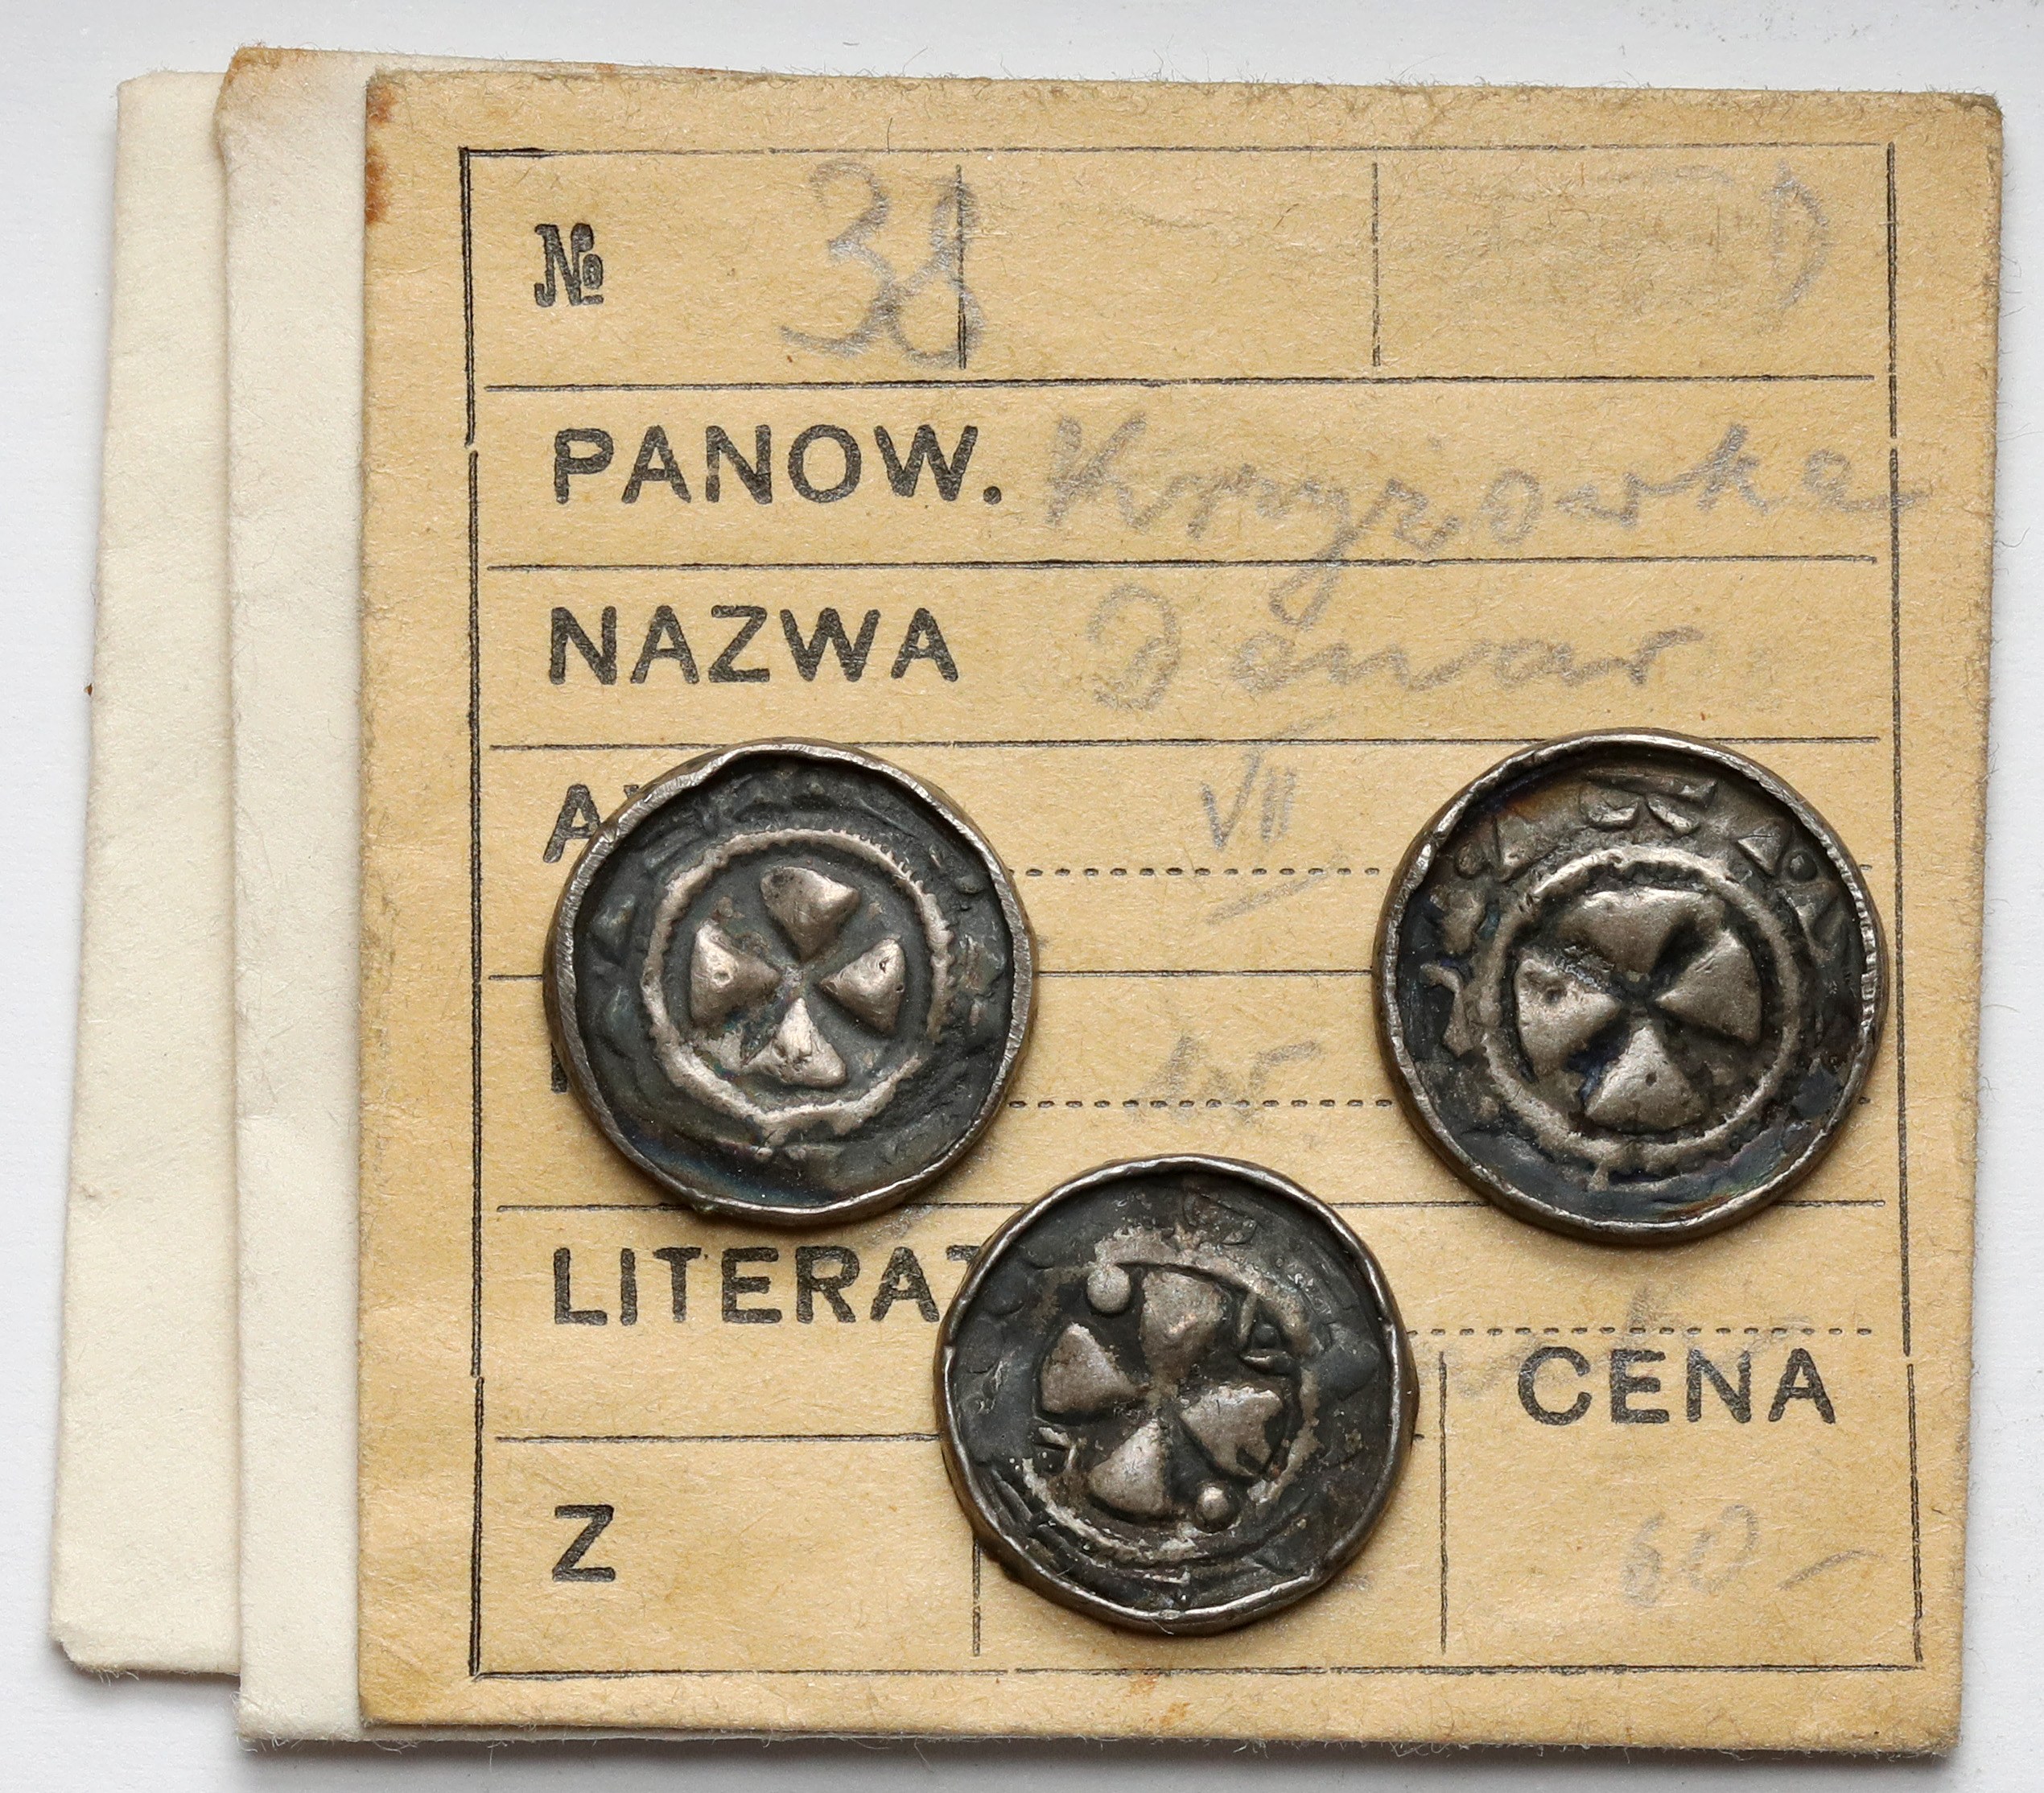 № 38
PANOW. Krzyżówka
NAZWA Denar
A
VII
LITERAT
CENA
Z
60 -